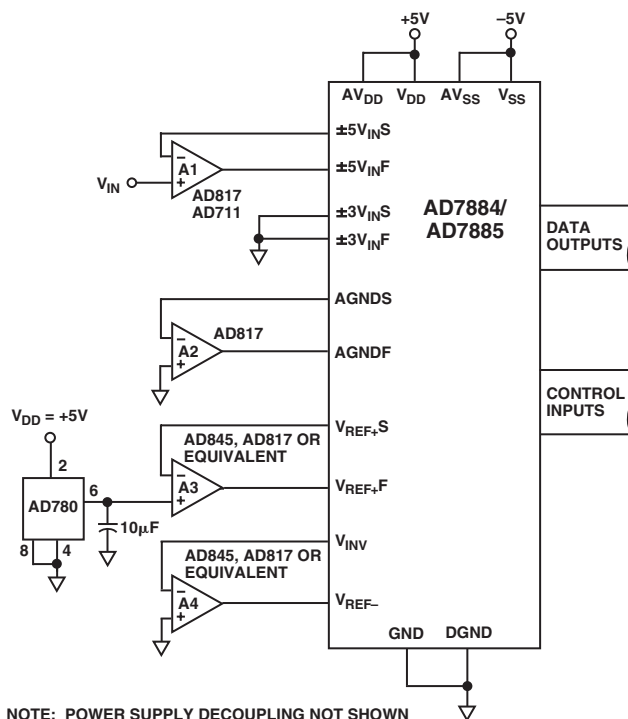 +5V
–5V
AVDD
VDD
AVSS
VSS
±5VINS
A1
VIN
±5VINF
AD817
AD711
±3VINS
±3VINF
AD7884/
AD7885
DATA
OUTPUTS
AGNDS
AD817
A2
AGNDF
CONTROL
INPUTS
VDD = +5V
VREF+S
AD845, AD817 OR
EQUIVALENT
2
AD780
6
A3
VREF+F
10µF
8
4
VINV
AD845, AD817 OR
EQUIVALENT
A4
VREF–
GND
DGND
NOTE: POWER SUPPLY DECOUPLING NOT SHOWN